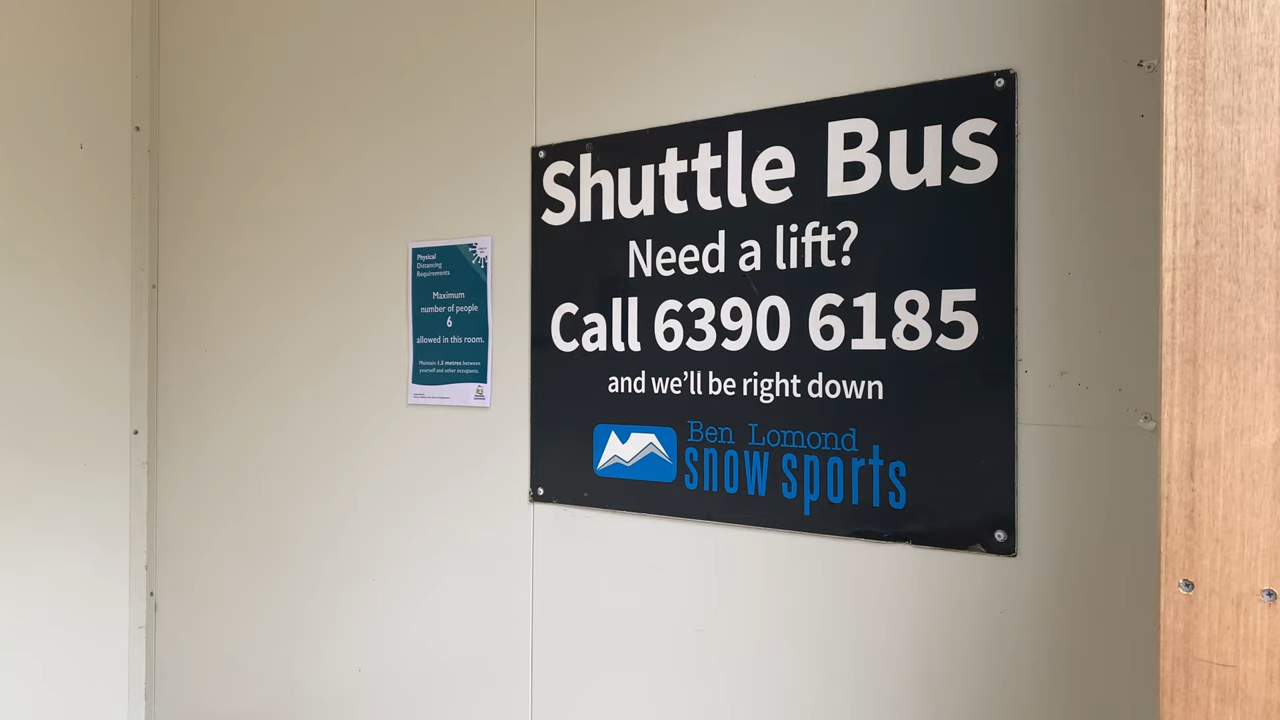 Physical
Distancing
Requirements
Maximum
number of people
6
allowed in this room.
Maintain 1.5 metres between
yourself and other occupants.
Shuttle Bus
Need a lift?
Call 6390 6185
and we'll be right down
Ben Lomond
snow sports